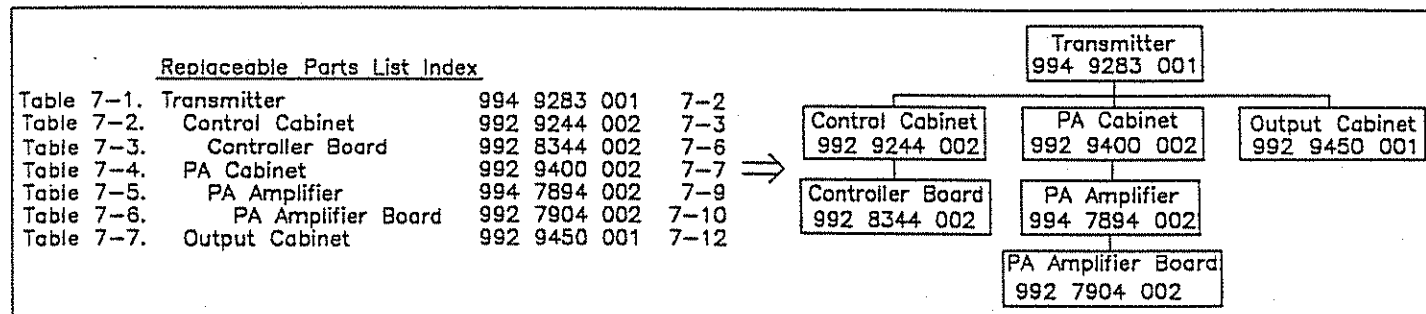 Replaceable Parts List Index
Table 7-1. Transmitter 994 9283 001 7-2
Table 7-2. Control Cabinet 992 9244 002 7-3
Table 7-3. Controller Board 992 8344 002 7-6
Table 7-4. PA Cabinet 992 9400 002 7-7
Table 7-5. PA Amplifier 994 7894 002 7-9
Table 7-6. PA Amplifier Board 992 7904 002 7-10
Table 7-7. Output Cabinet 992 9450 001 7-12
Transmitter
994 9283 001
Control Cabinet
992 9244 002
PA Cabinet
992 9400 002
Output Cabinet
992 9450 001
Controller Board
992 8344 002
PA Amplifier
994 7894 002
PA Amplifier Board
992 7904 002